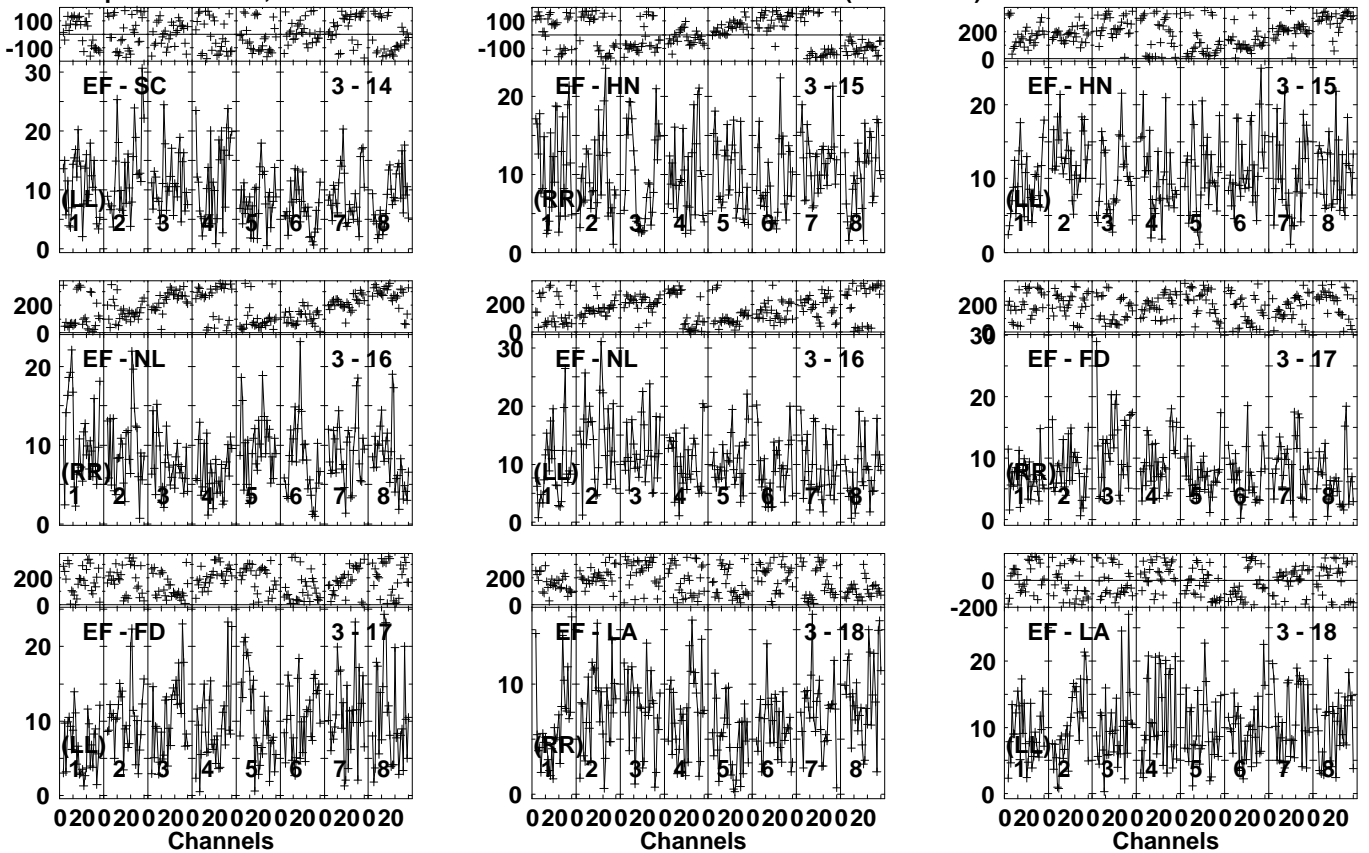 100
-100
30 EF - SC 3 - 14
20
10 (LL)
0 1 2 3 4 5 6 7 8
100
-100
20 EF - HN 3 - 15
10 (RR)
0 1 2 3 4 5 6 7 8
200
0
20 EF - HN 3 - 15
10 (LL)
0 1 2 3 4 5 6 7 8
200
0
20 EF - NL 3 - 16
10 (RR)
0 1 2 3 4 5 6 7 8
200
0
30 EF - NL 3 - 16
20
10 (LL)
0 1 2 3 4 5 6 7 8
200
0
30 EF - FD 3 - 17
20
10 (RR)
0 1 2 3 4 5 6 7 8
200
0
20 EF - FD 3 - 17
10 (LL)
0 1 2 3 4 5 6 7 8
200
0
EF - LA 3 - 18
10 (RR)
0 1 2 3 4 5 6 7 8
0
-200
20 EF - LA 3 - 18
10 (LL)
0 1 2 3 4 5 6 7 8
0 20 0 20 0 20 0 20 0 20 0 20 0 20 0 20
Channels
0 20 0 20 0 20 0 20 0 20 0 20 0 20 0 20
Channels
0 20 0 20 0 20 0 20 0 20 0 20 0 20 0 20
Channels